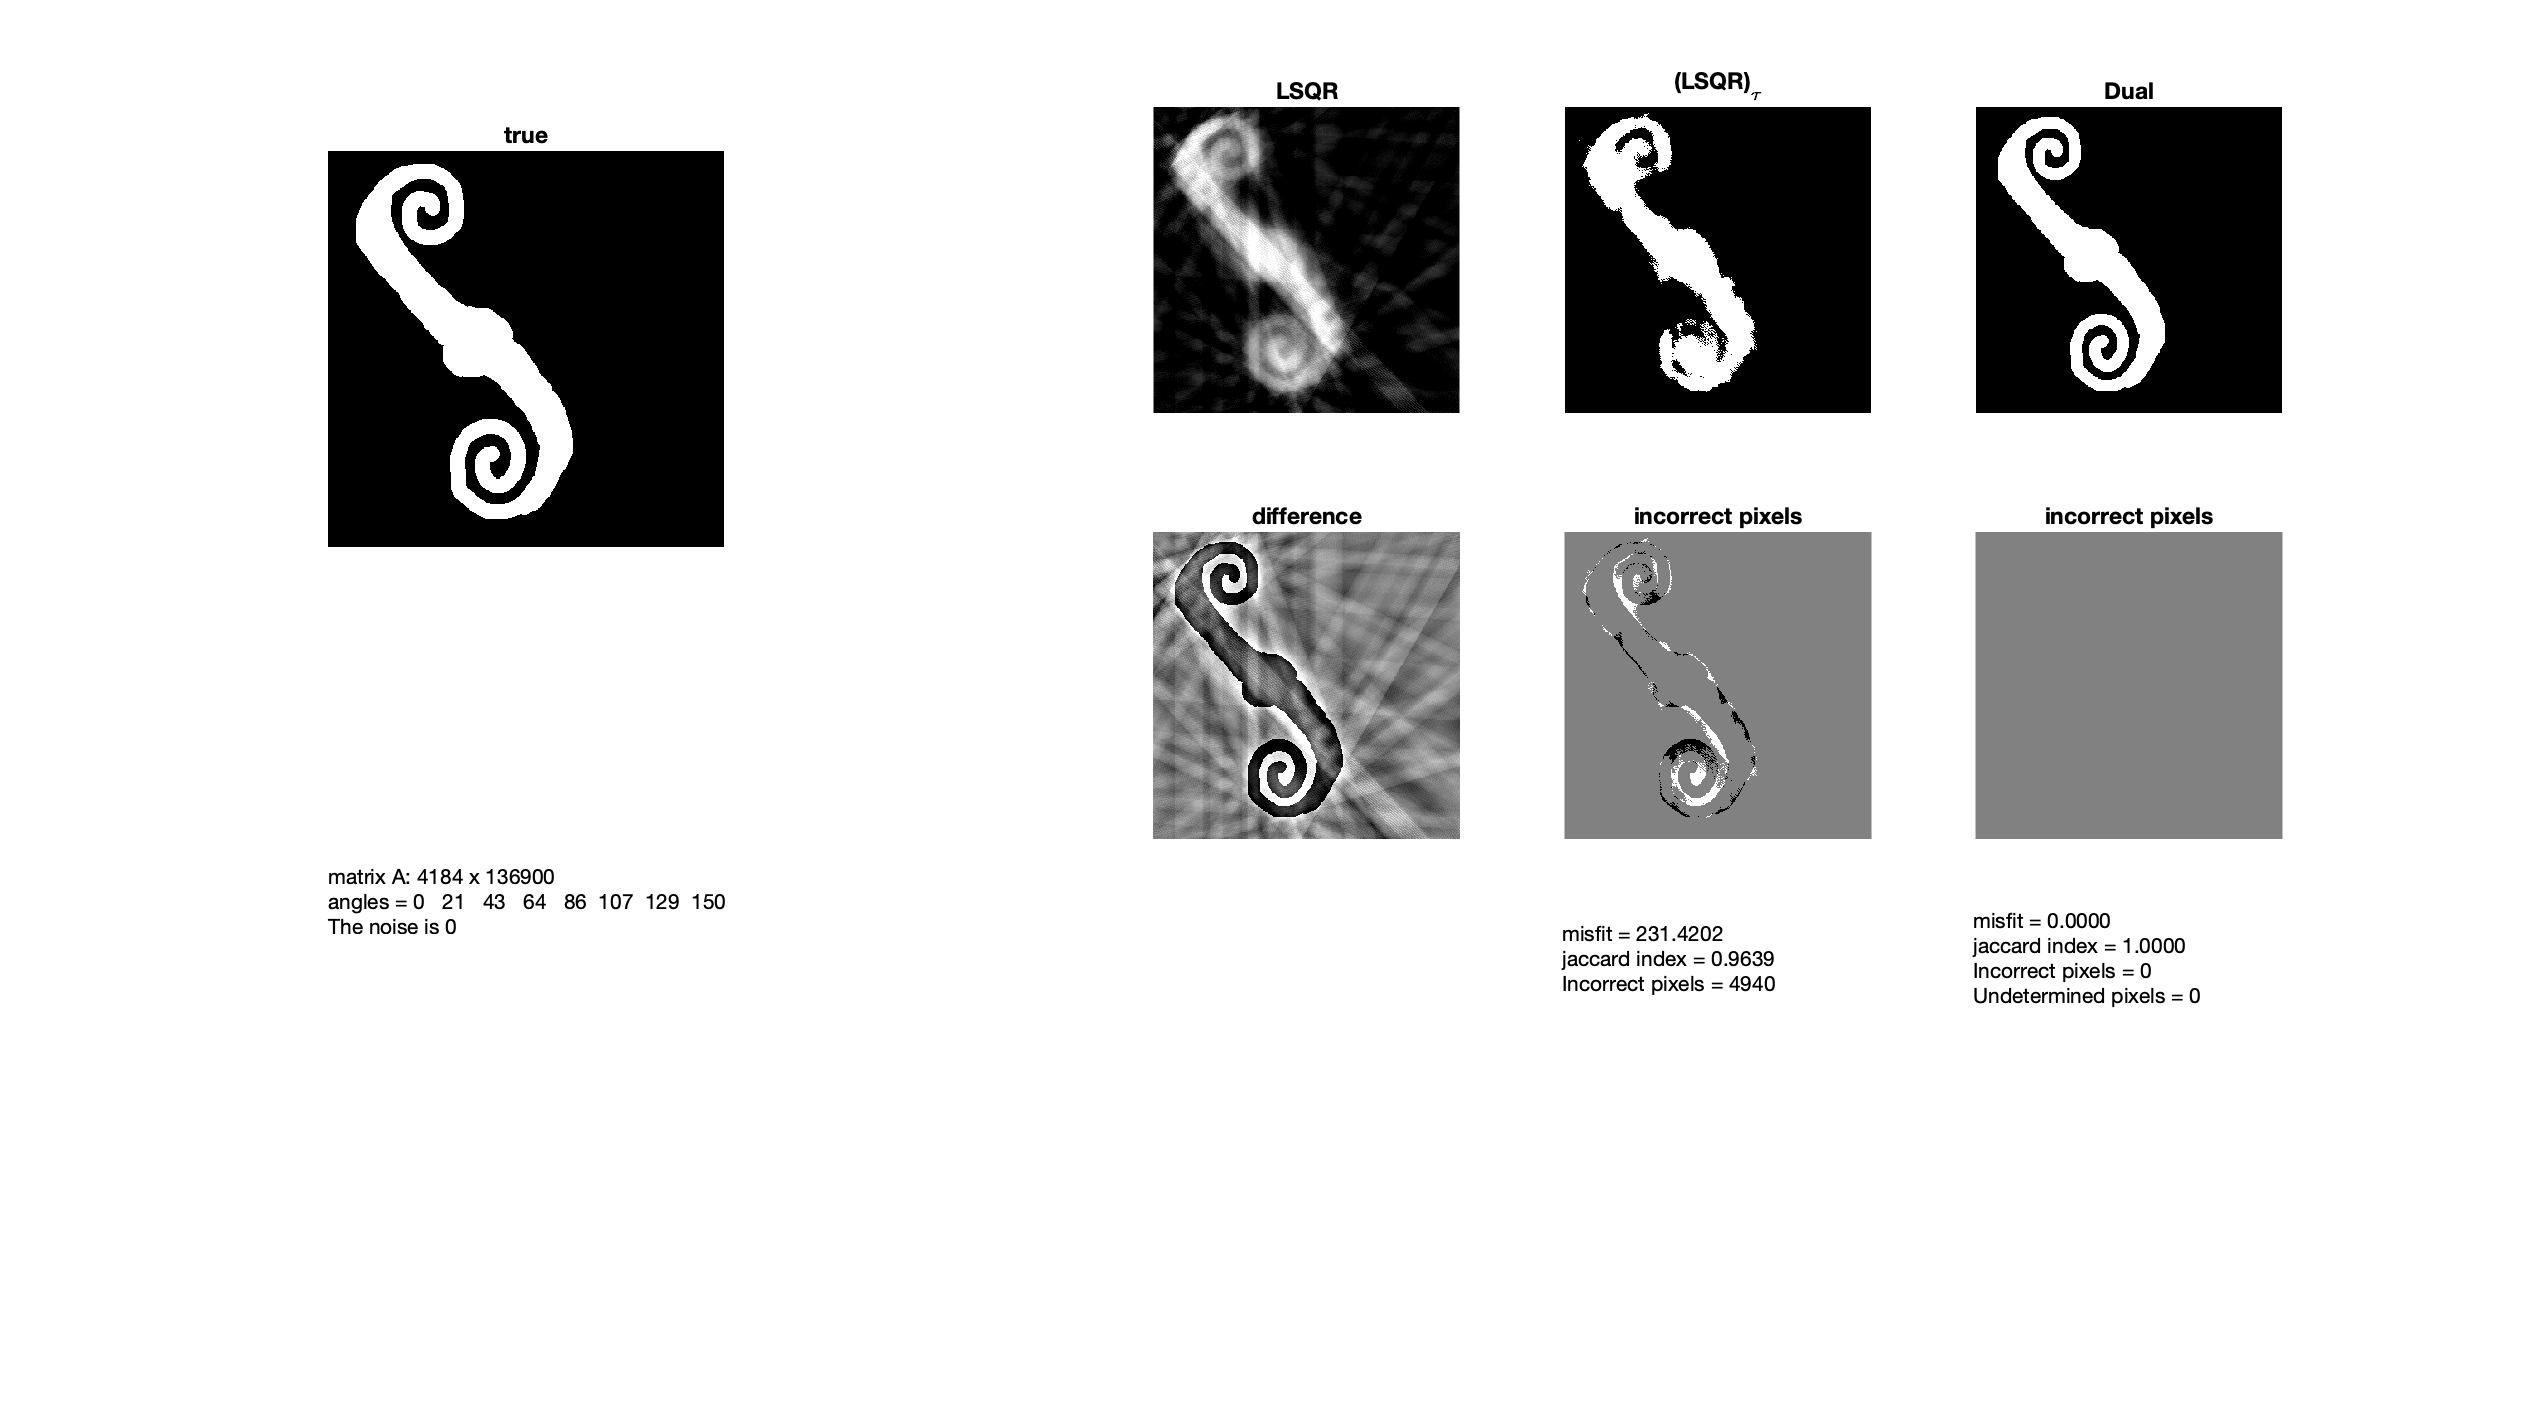 true
matrix A: 4184 x 136900
angles = 0 21 43 64 86 107 129 150
The noise is 0
LSQR
(LSQR)τ
Dual
difference
incorrect pixels
incorrect pixels
misfit = 231.4202
jaccard index = 0.9639
Incorrect pixels = 4940
misfit = 0.0000
jaccard index = 1.0000
Incorrect pixels = 0
Undetermined pixels = 0